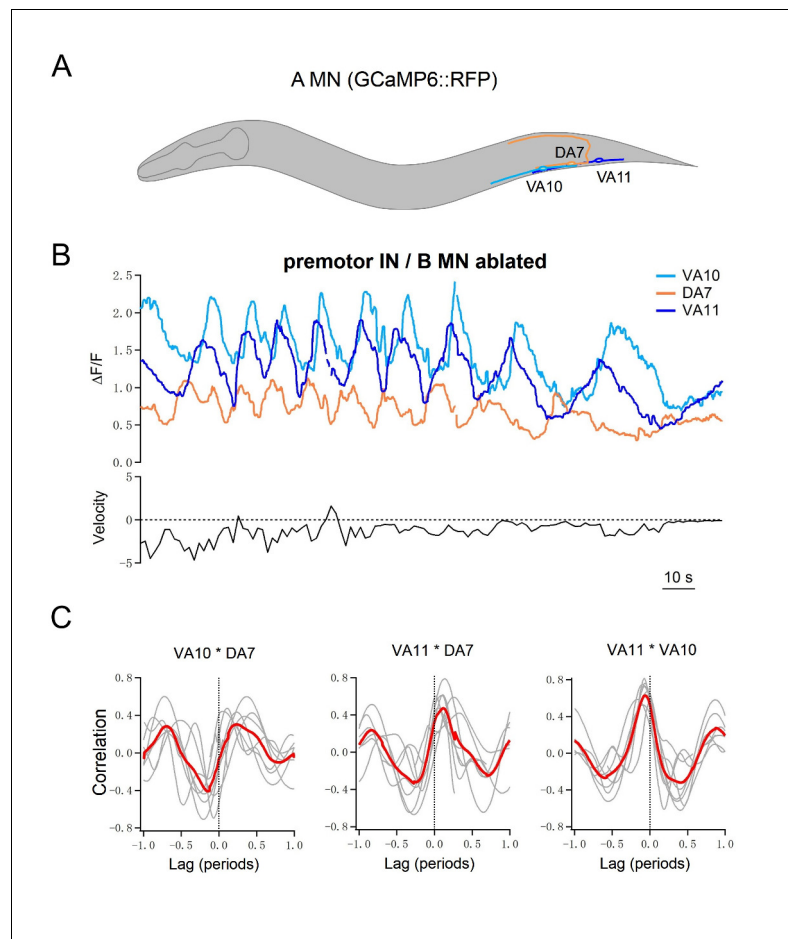 A
A MN (GCaMP6::RFP)
DA7
VA10
VA11
B
premotor IN / B MN ablated
VA10
DA7
VA11
2.5
2.0
1.5
1.0
0.5
0.0
ΔF/F
5
0
-5
Velocity
10 s
C
VA10 * DA7
VA11 * DA7
VA11 * VA10
Correlation
0.8
0.4
0.0
-0.4
-0.8
-1.0 -0.5 0.0 0.5 1.0
Lag (periods)
0.8
0.4
0.0
-0.4
-0.8
-1.0 -0.5 0.0 0.5 1.0
Lag (periods)
0.8
0.4
0.0
-0.4
-0.8
-1.0 -0.5 0.0 0.5 1.0
Lag (periods)